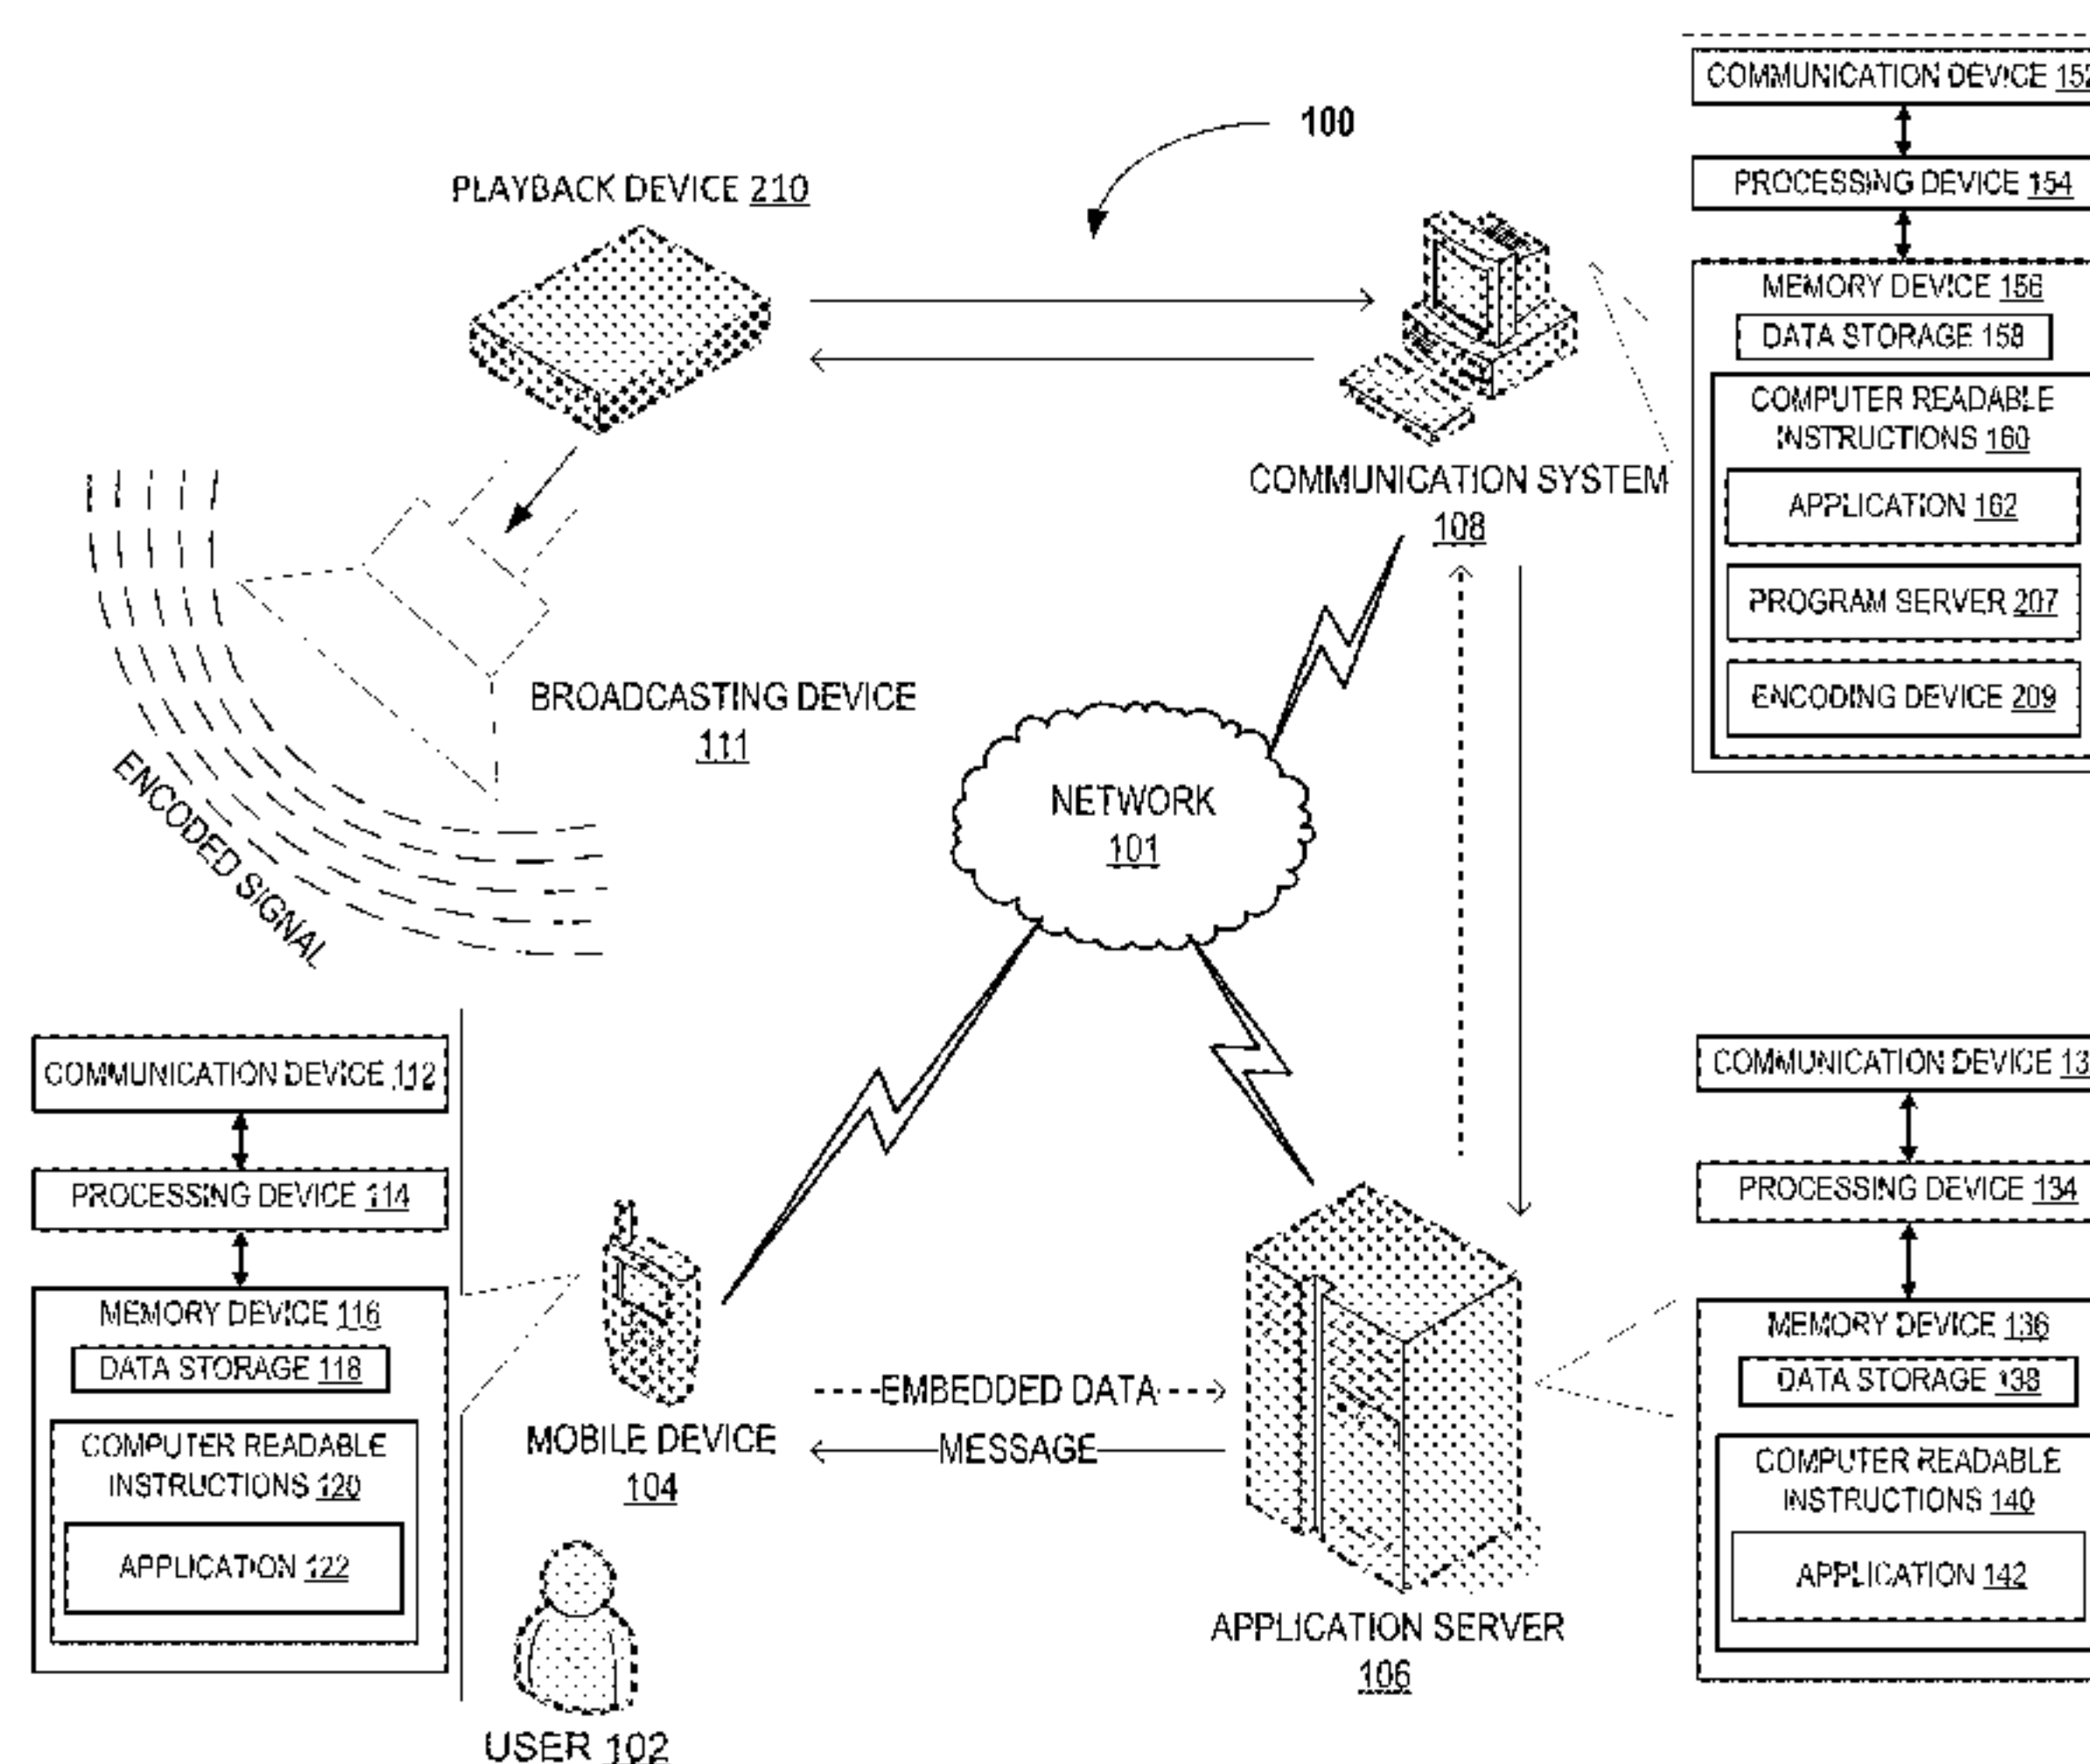 100
PLAYBACK DEVICE 210
COMMUNICATION SYSTEM
108
BROADCASTING DEVICE
111
ENCODED SIGNAL
NETWORK
101
COMMUNICATION DEVICE 152
PROCESSING DEVICE 154
MEMORY DEVICE 156
DATA STORAGE 158
COMPUTER READABLE
INSTRUCTIONS 160
APPLICATION 162
PROGRAM SERVER 207
ENCODING DEVICE 209
COMMUNICATION DEVICE 112
PROCESSING DEVICE 114
MEMORY DEVICE 116
DATA STORAGE 118
COMPUTER READABLE
INSTRUCTIONS 120
APPLICATION 122
MOBILE DEVICE
104
USER 102
EMBEDDED DATA
MESSAGE
APPLICATION SERVER
106
COMMUNICATION DEVICE
PROCESSING DEVICE 134
MEMORY DEVICE 136
DATA STORAGE 138
COMPUTER READABLE
INSTRUCTIONS 140
APPLICATION 142